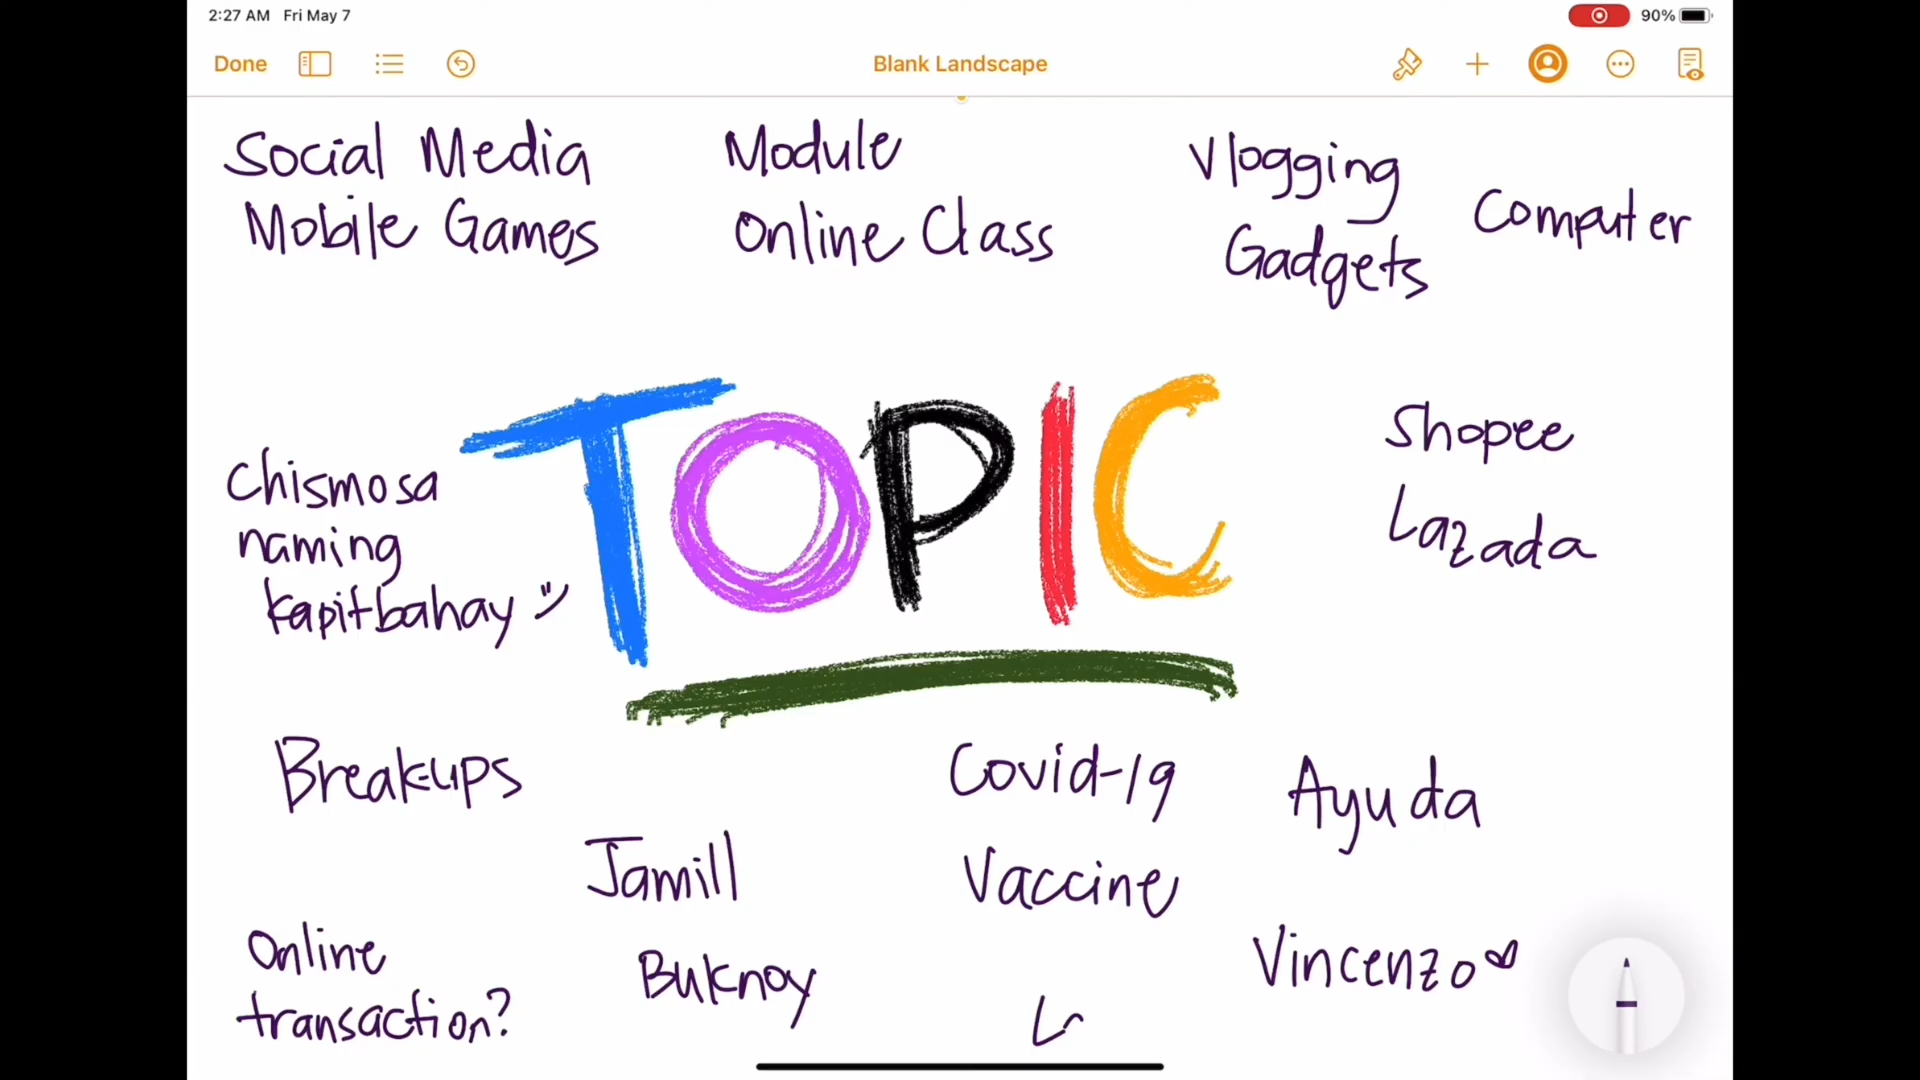 2:27 AM Fri May 7
90%
Done
Blank Landscape
Social Media
Mobile Games
Module
Online Class
Vlogging
Gadgets
Computer
Chismosa
naming
kapitbahay
TOPIC
Shopee
Lazada
Breakups
Jamill
Covid-19
Vaccine
Ayuda
Online
transaction?
Buknoy
Vincenzo